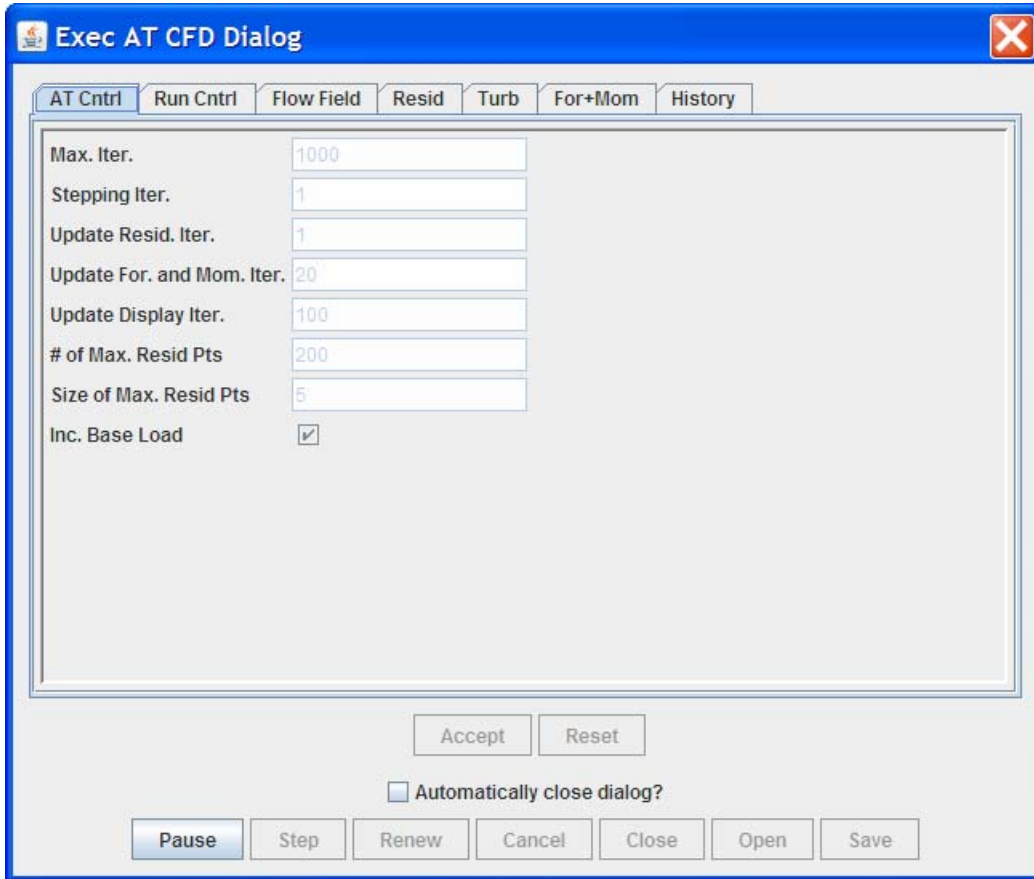 Exec AT CFD Dialog
AT Cntrl Run Cntrl Flow Field Resid Turb For+Mom History
Max. Iter. 1000
Stepping Iter. 1
Update Resid. Iter. 1
Update For. and Mom. Iter. 20
Update Display Iter. 100
# of Max. Resid Pts 200
Size of Max. Resid Pts 5
Inc. Base Load
Accept Reset
Automatically close dialog?
Pause Step Renew Cancel Close Open Save